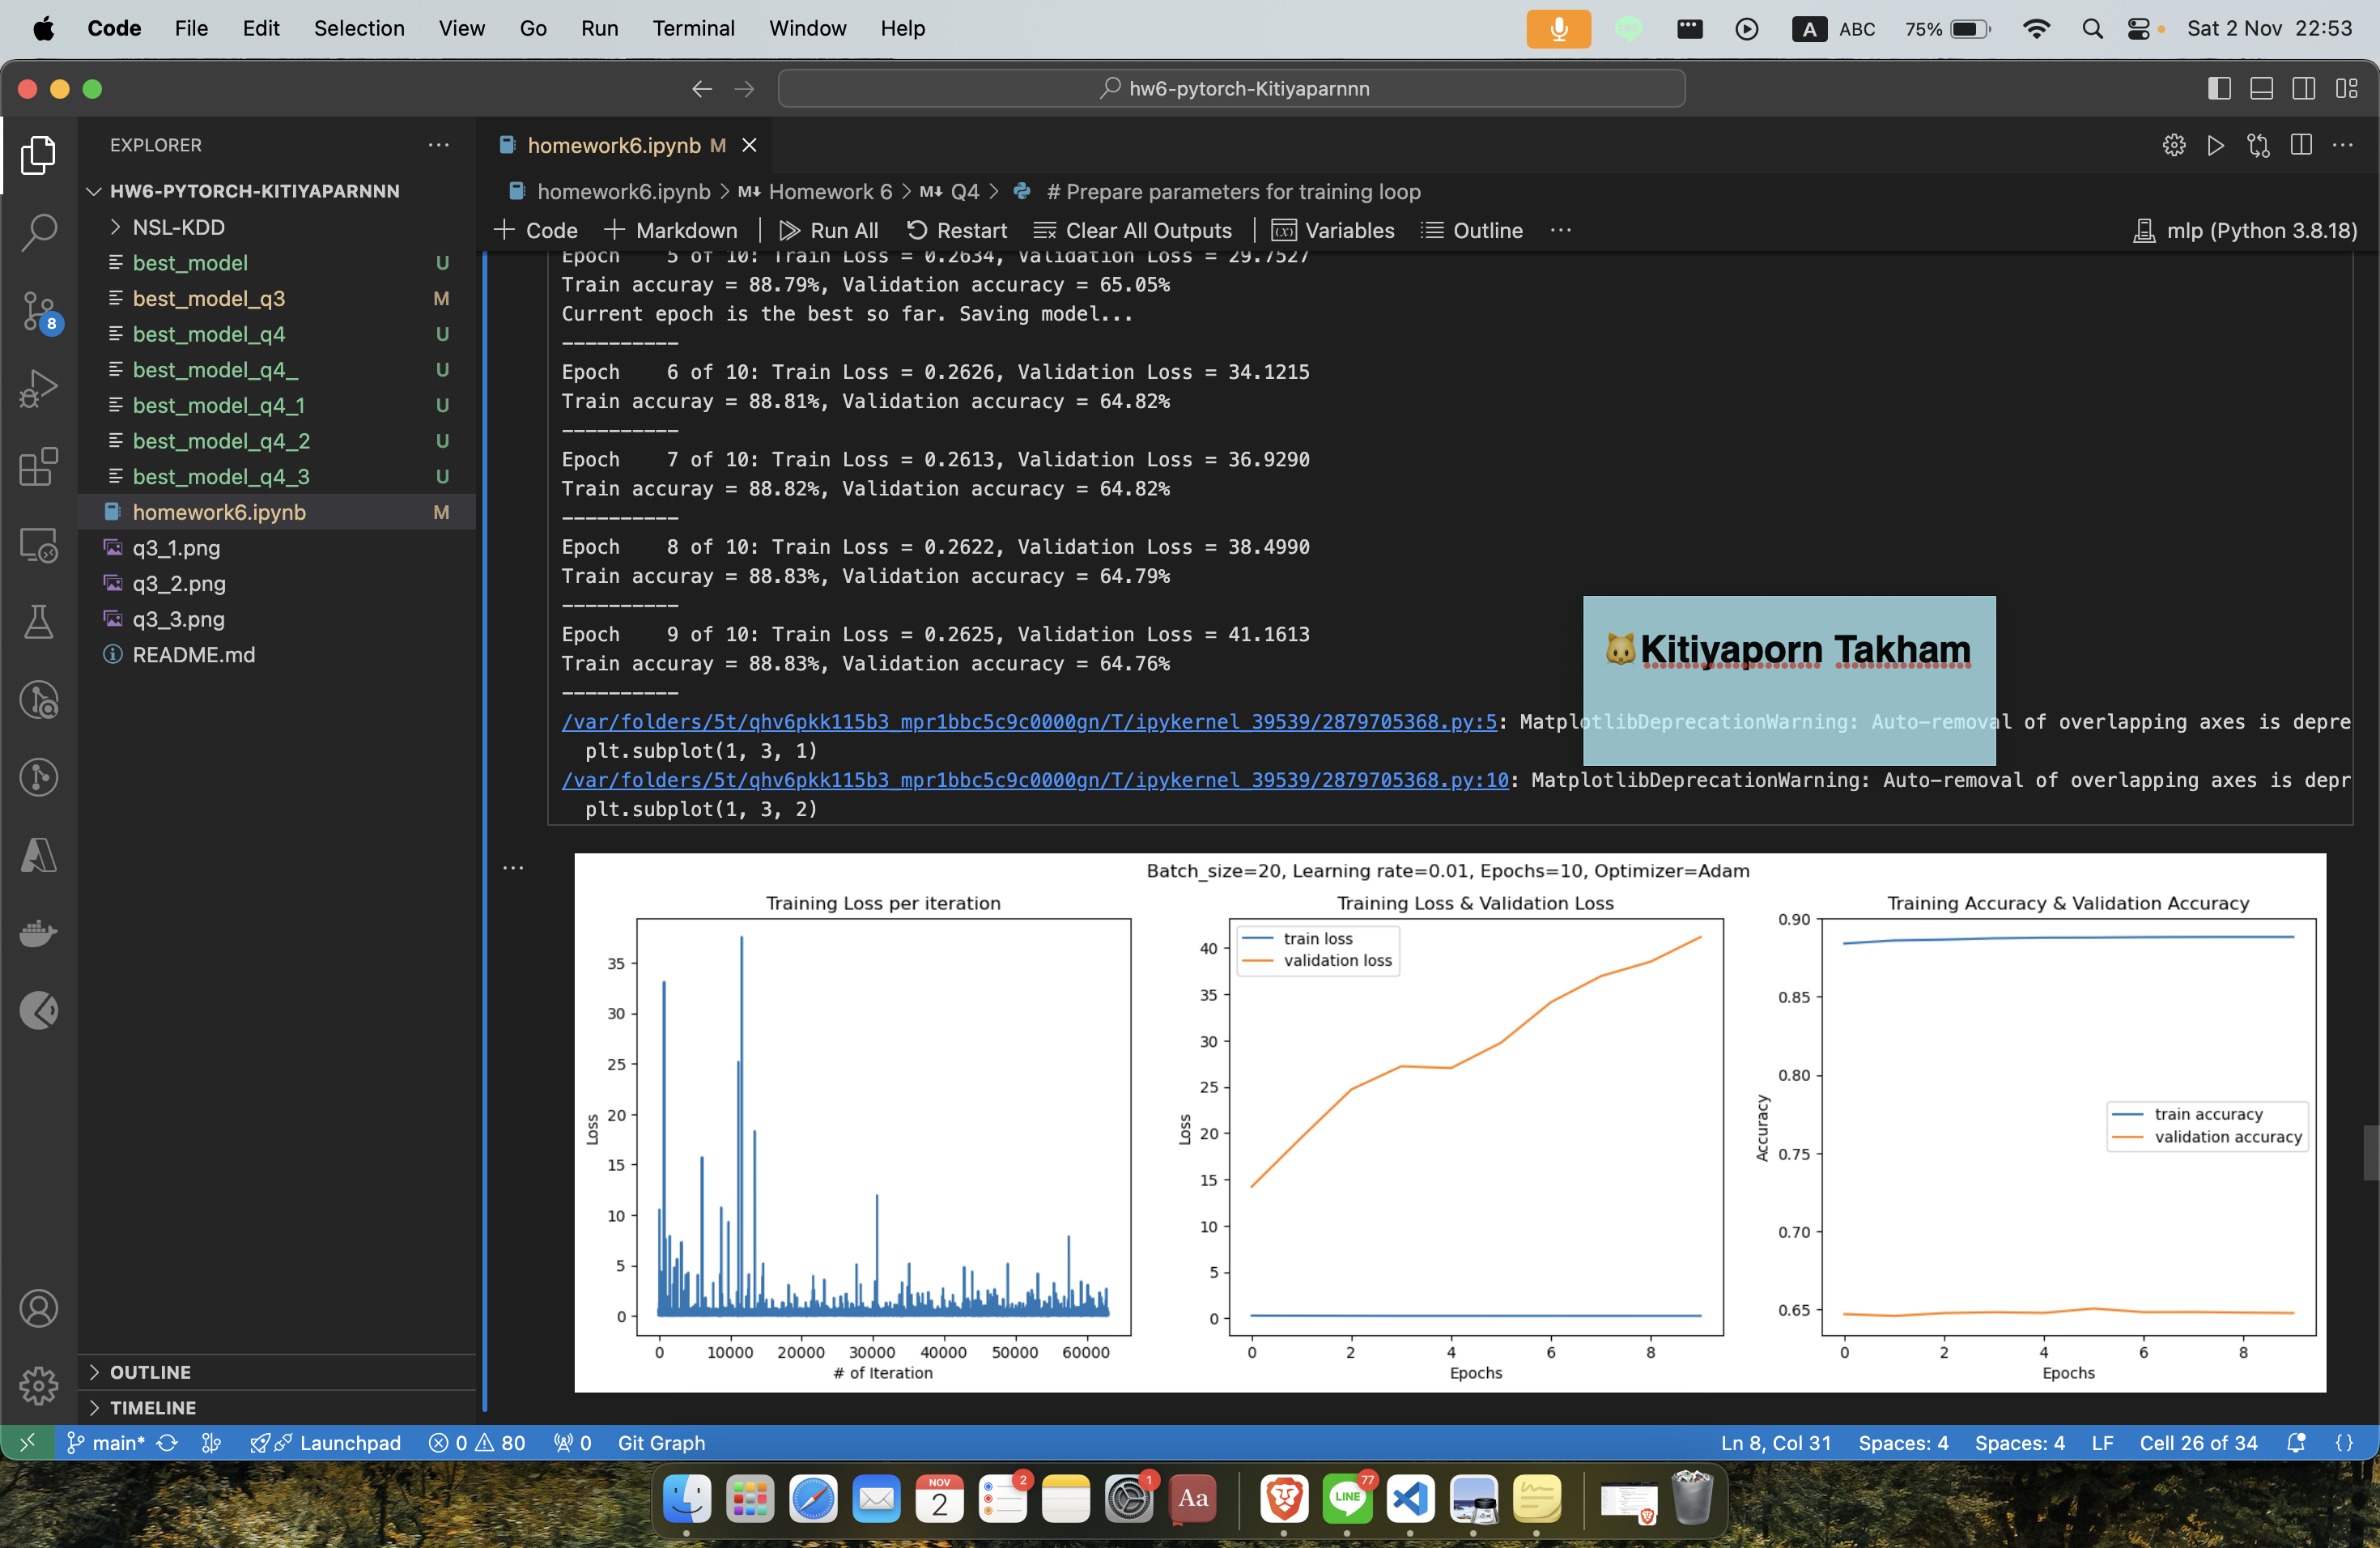 Code File Edit Selection View Go Run Terminal Window Help
A ABC 75% Sat 2 Nov 22:53
hw6-pytorch-Kitiyaparnnn
EXPLORER
homework6.ipynb M
HW6-PYTORCH-KITIYAPARNNN
NSL-KDD
best_model U
best_model_q3 M
best_model_q4 U
best_model_q4_ U
best_model_q4_1 U
best_model_q4_2 U
best_model_q4_3 U
homework6.ipynb M
q3_1.png
q3_2.png
q3_3.png
README.md
OUTLINE
TIMELINE
8
homework6.ipynb > M↓ Homework 6 > M↓ Q4 > # Prepare parameters for training loop
+ Code + Markdown | Run All Restart Clear All Outputs | Variables Outline ...
mlp (Python 3.8.18)
Epoch 5 of 10: Train Loss = 0.2634, Validation Loss = 29.7527
Train accuray = 88.79%, Validation accuracy = 65.05%
Current epoch is the best so far. Saving model...
----------
Epoch 6 of 10: Train Loss = 0.2626, Validation Loss = 34.1215
Train accuray = 88.81%, Validation accuracy = 64.82%
----------
Epoch 7 of 10: Train Loss = 0.2613, Validation Loss = 36.9290
Train accuray = 88.82%, Validation accuracy = 64.82%
----------
Epoch 8 of 10: Train Loss = 0.2622, Validation Loss = 38.4990
Train accuray = 88.83%, Validation accuracy = 64.79%
----------
Epoch 9 of 10: Train Loss = 0.2625, Validation Loss = 41.1613
Train accuray = 88.83%, Validation accuracy = 64.76%
----------
🐱Kitiyaporn Takham
/var/folders/5t/qhv6pkk115b3_mpr1bbc5c9c0000gn/T/ipykernel_39539/2879705368.py:5: MatplotlibDeprecationWarning: Auto-removal of overlapping axes is depre
plt.subplot(1, 3, 1)
/var/folders/5t/qhv6pkk115b3_mpr1bbc5c9c0000gn/T/ipykernel_39539/2879705368.py:10: MatplotlibDeprecationWarning: Auto-removal of overlapping axes is depr
plt.subplot(1, 3, 2)
Batch_size=20, Learning rate=0.01, Epochs=10, Optimizer=Adam
Training Loss per iteration
35
30
25
20
15
10
5
0
Loss
0 10000 20000 30000 40000 50000 60000
# of Iteration
Training Loss & Validation Loss
train loss
validation loss
40
35
30
25
20
15
10
5
0
Loss
0 2 4 6 8
Epochs
Training Accuracy & Validation Accuracy
train accuracy
validation accuracy
0.90
0.85
0.80
0.75
0.70
0.65
Accuracy
0 2 4 6 8
Epochs
main* Launchpad 0 80 0 Git Graph
Ln 8, Col 31 Spaces: 4 Spaces: 4 LF Cell 26 of 34 {}
NOV
2
2
1
Aa
LINE
77